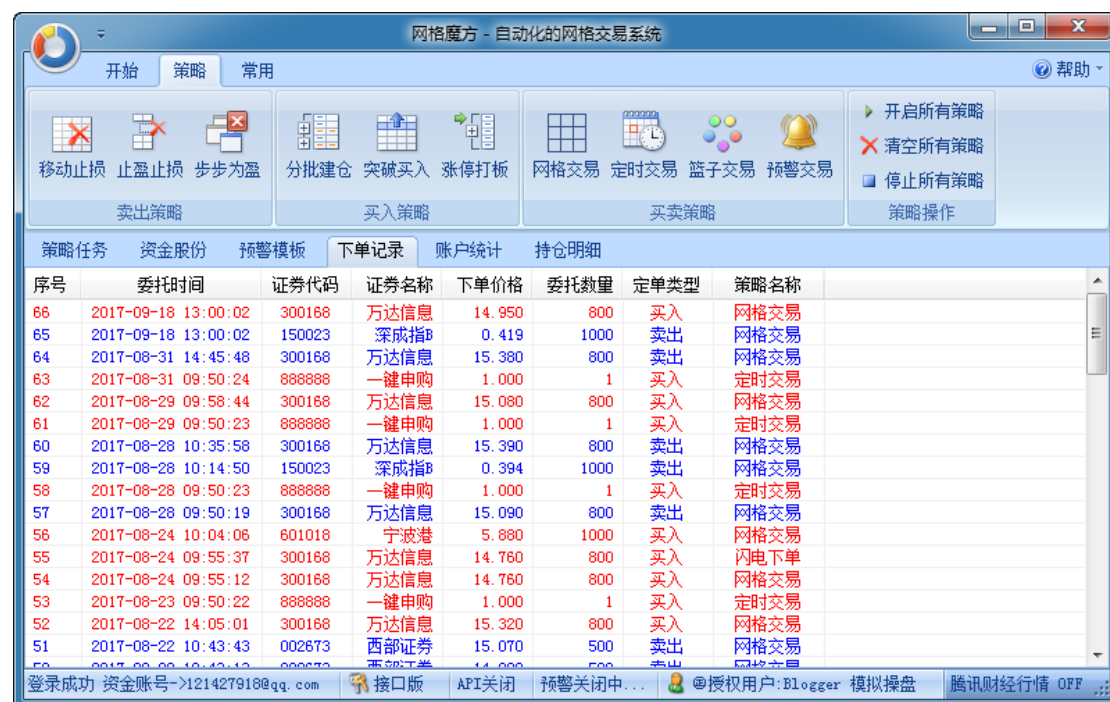 网格魔方 - 自动化的网格交易系统
开始 策略 常用 帮助
移动止损 止盈止损 步步为盈 分批建仓 突破买入 涨停打板 网格交易 定时交易 篮子交易 预警交易
开启所有策略
清空所有策略
停止所有策略
卖出策略 买入策略 买卖策略 策略操作
策略任务 资金股份 预警模板 下单记录 账户统计 持仓明细
序号 委托时间 证券代码 证券名称 下单价格 委托数量 定单类型 策略名称
66 2017-09-18 13:00:02 300168 万达信息 14.950 800 买入 网格交易
65 2017-09-18 13:00:02 150023 深成指B 0.419 1000 卖出 网格交易
64 2017-08-31 14:45:48 300168 万达信息 15.380 800 卖出 网格交易
63 2017-08-31 09:50:24 888888 一键申购 1.000 1 买入 定时交易
62 2017-08-29 09:58:44 300168 万达信息 15.080 800 买入 网格交易
61 2017-08-29 09:50:23 888888 一键申购 1.000 1 买入 定时交易
60 2017-08-28 10:35:58 300168 万达信息 15.390 800 卖出 网格交易
59 2017-08-28 10:14:50 150023 深成指B 0.394 1000 卖出 网格交易
58 2017-08-28 09:50:23 888888 一键申购 1.000 1 买入 定时交易
57 2017-08-28 09:50:19 300168 万达信息 15.090 800 卖出 网格交易
56 2017-08-24 10:04:06 601018 宁波港 5.880 1000 买入 网格交易
55 2017-08-24 09:55:37 300168 万达信息 14.760 800 买入 闪电下单
54 2017-08-24 09:55:12 300168 万达信息 14.760 800 买入 网格交易
53 2017-08-23 09:50:22 888888 一键申购 1.000 1 买入 定时交易
52 2017-08-22 14:05:01 300168 万达信息 15.320 800 买入 网格交易
51 2017-08-22 10:43:43 002673 西部证券 15.070 500 卖出 网格交易
登录成功 资金账号->121427918@qq.com 接口版 API关闭 预警关闭中... @授权用户:Blogger 模拟操盘 腾讯财经行情 OFF